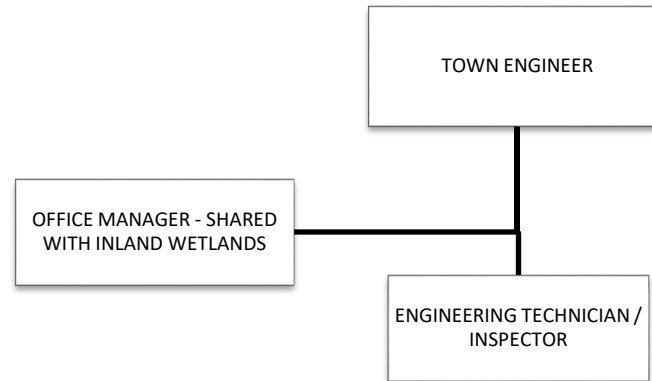 TOWN ENGINEER
OFFICE MANAGER - SHARED
WITH INLAND WETLANDS
ENGINEERING TECHNICIAN /
INSPECTOR